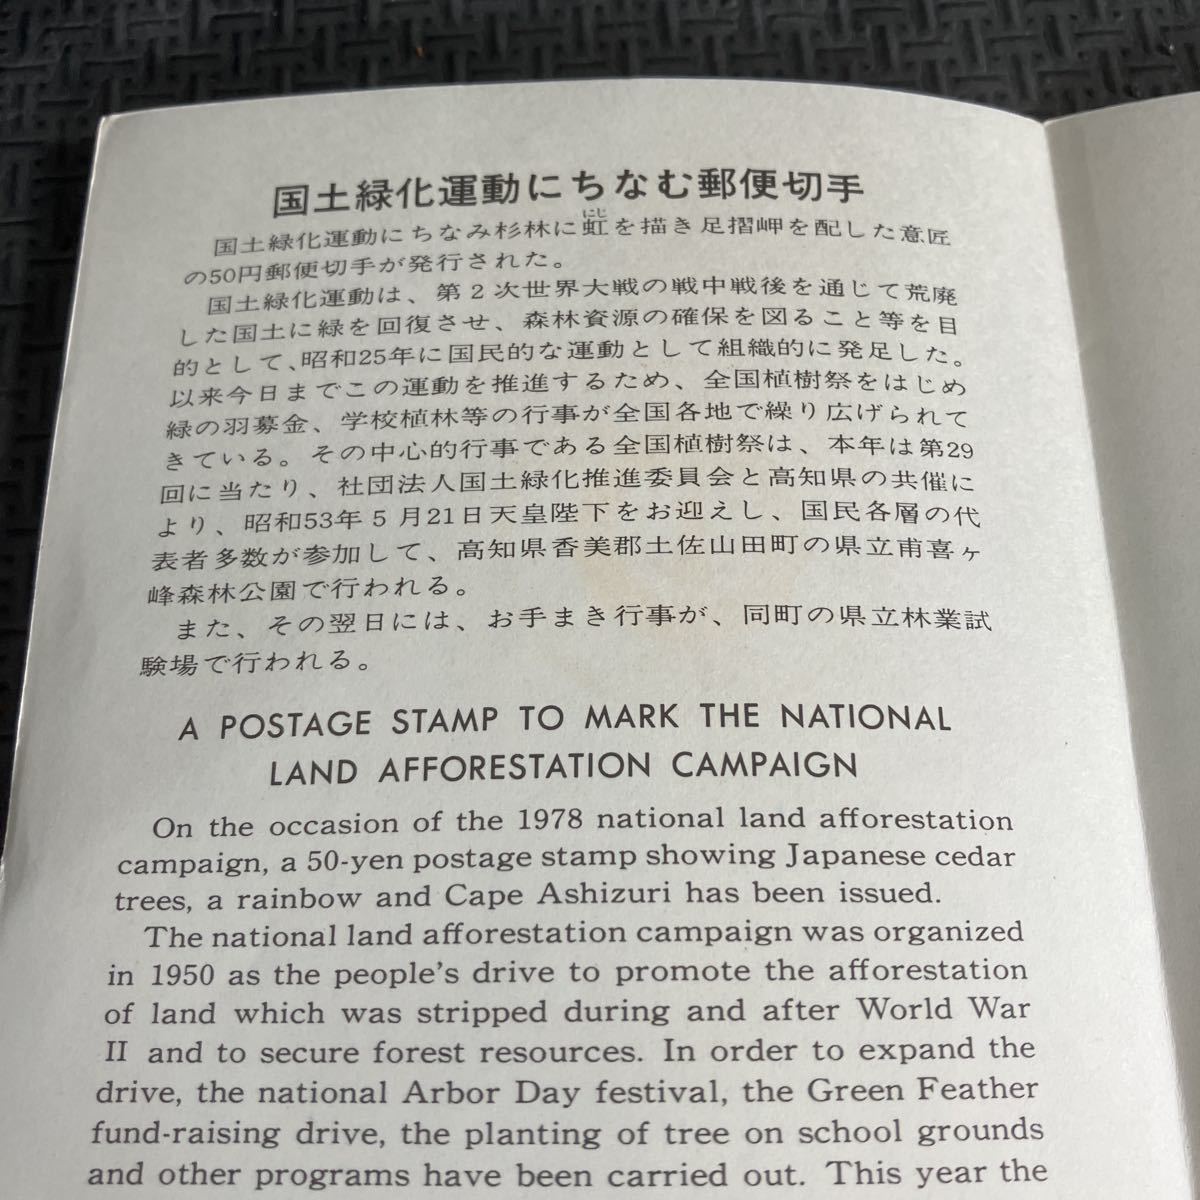 国土緑化運動にちなむ郵便切手
にじ
国土緑化運動にちなみ杉林に虹を描き足摺岬を配した意匠
の50円郵便切手が発行された。
国土緑化運動は、第2次世界大戦の戦中戦後を通じて荒廃
した国土に緑を回復させ、森林資源の確保を図ること等を目
的として、昭和25年に国民的な運動として組織的に発足した。
以来今日までこの運動を推進するため、全国植樹祭をはじめ
緑の羽募金、学校植林等の行事が全国各地で繰り広げられて
きている。その中心的行事である全国植樹祭は、本年は第29
回に当たり、社団法人国土緑化推進委員会と高知県の共催に
より、昭和53年5月21日天皇陛下をお迎えし、国民各層の代
表者多数が参加して、高知県香美郡土佐山田町の県立甫喜ヶ
峰森林公園で行われる。
また、その翌日には、お手まき行事が、同町の県立林業試
験場で行われる。
A POSTAGE STAMP TO MARK THE NATIONAL
LAND AFFORESTATION CAMPAIGN
On the occasion of the 1978 national land afforestation
campaign, a 50-yen postage stamp showing Japanese cedar
trees, a rainbow and Cape Ashizuri has been issued.
The national land afforestation campaign was organized
in 1950 as the people's drive to promote the afforestation
of land which was stripped during and after World War
II and to secure forest resources. In order to expand the
drive, the national Arbor Day festival, the Green Feather
fund-raising drive, the planting of tree on school grounds
and other programs have been carried out. This year the